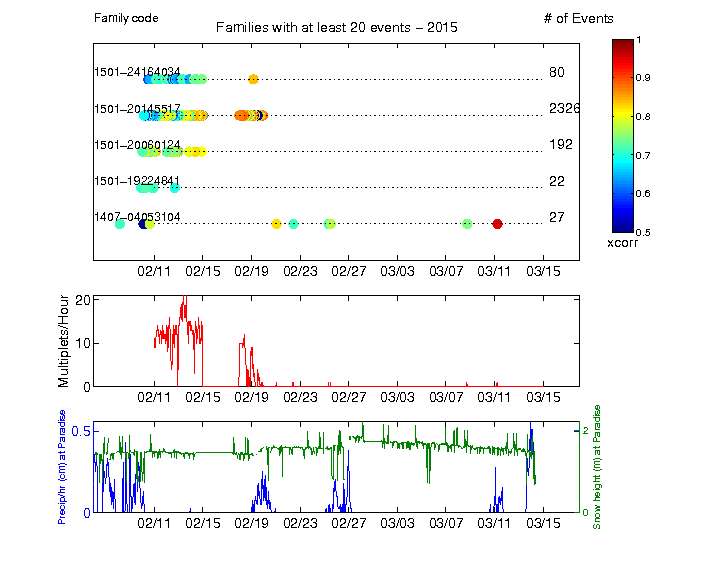 Family code
Families with at least 20 events − 2015
# of Events
1501−24164034
80
1501−20145517
2326
1501−20060124
192
1501−19224841
22
1407−04053104
27
02/11 02/15 02/19 02/23 02/27 03/03 03/07 03/11 03/15
1
0.9
0.8
0.7
0.6
0.5
xcorr
Multiplets/Hour
20
10
0
02/11 02/15 02/19 02/23 02/27 03/03 03/07 03/11 03/15
Precip/hr (cm) at Paradise
0.5
0
2
0
Snow height (m) at Paradise
02/11 02/15 02/19 02/23 02/27 03/03 03/07 03/11 03/15